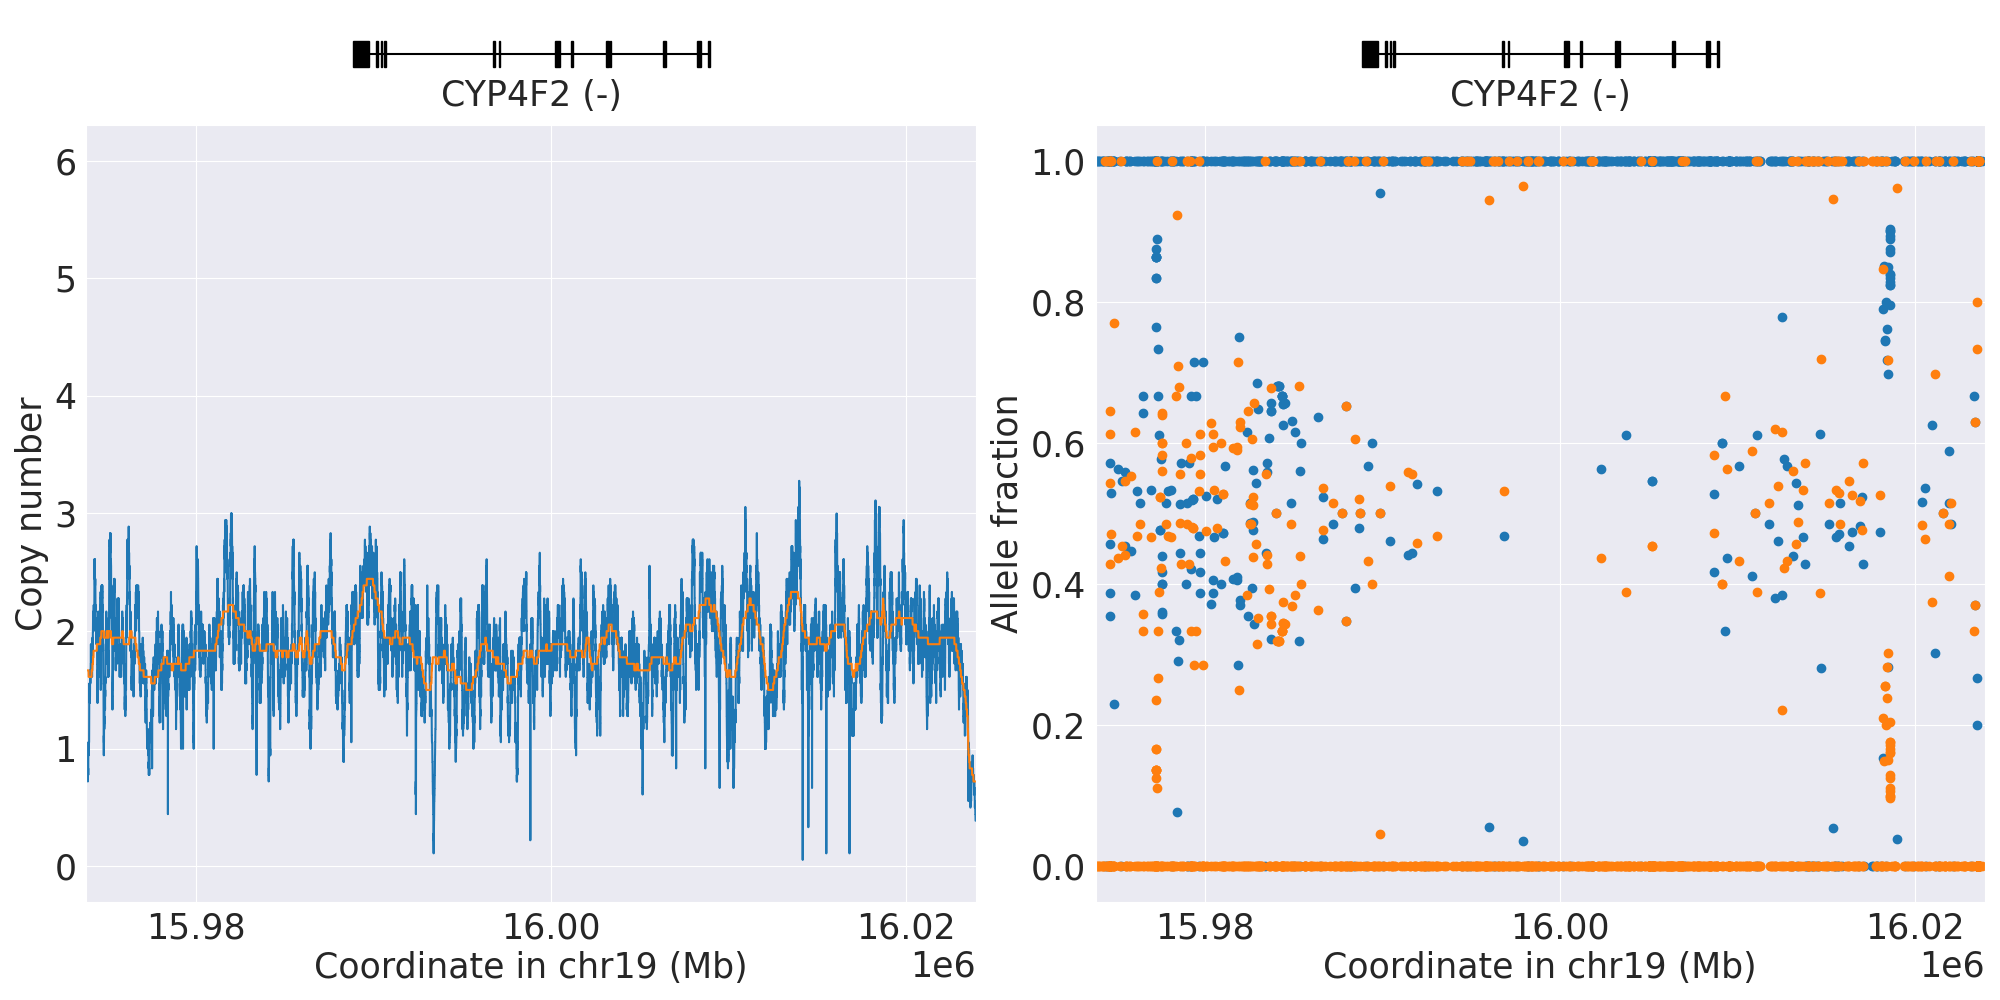 CYP4F2 (-)
6
5
4
3
2
1
0
Copy number
15.98
16.00
16.02
Coordinate in chr19 (Mb)
1e6
CYP4F2 (-)
1.0
0.8
0.6
0.4
0.2
0.0
Allele fraction
15.98
16.00
16.02
Coordinate in chr19 (Mb)
1e6